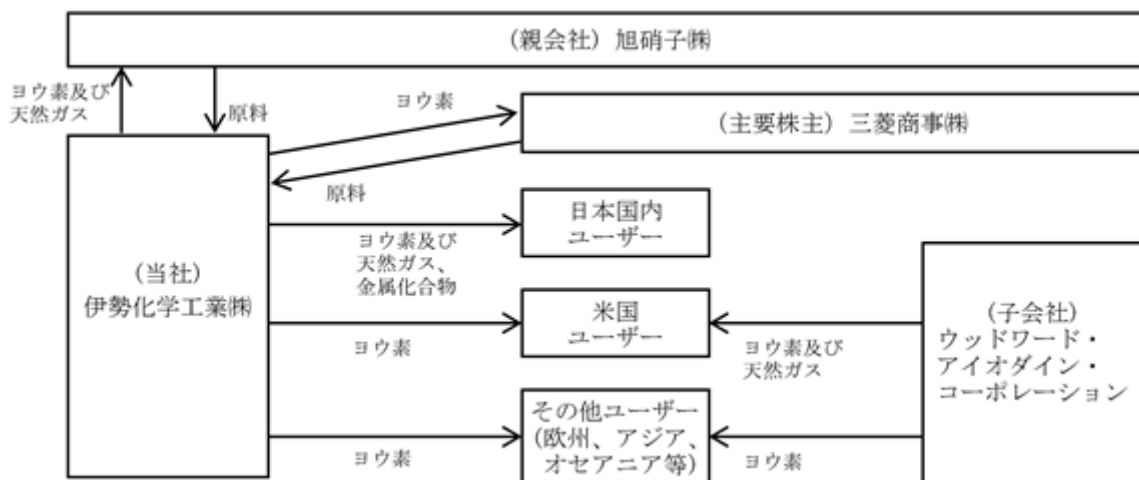 (親会社) 旭硝子㈱
ヨウ素及び
天然ガス
原料
ヨウ素
(主要株主) 三菱商事㈱
原料
日本国内
ユーザー
ヨウ素及び
天然ガス、
金属化合物
(当社)
伊勢化学工業㈱
米国
ユーザー
ヨウ素
(子会社)
ウッドワード・
アイオダイン・
コーポレーション
ヨウ素及び
天然ガス
その他ユーザー
(欧州、アジア、
オセアニア等)
ヨウ素
ヨウ素